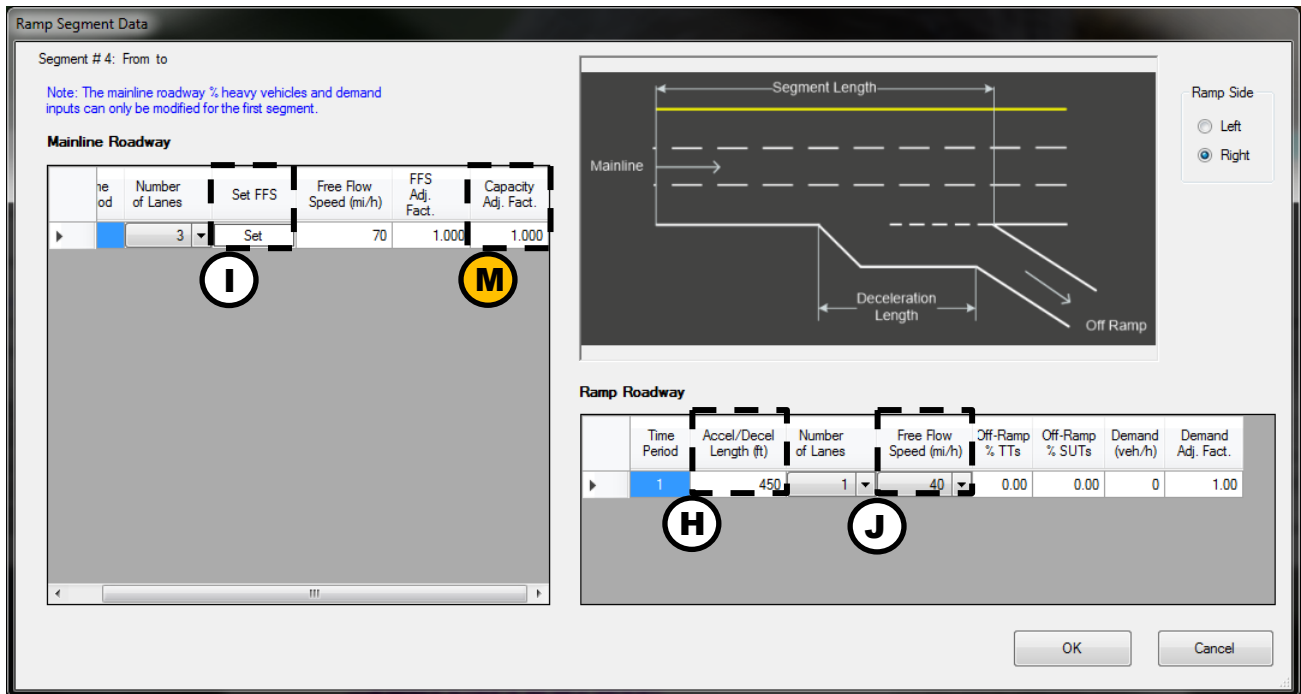 Ramp Segment Data
Segment # 4: From to
Note: The mainline roadway % heavy vehicles and demand
inputs can only be modified for the first segment.
Mainline Roadway
ne
od
Number
of Lanes
Set FFS
Free Flow
Speed (mi/h)
FFS
Adj.
Fact.
Capacity
Adj. Fact.
3
Set
70
1.000
1.000
I
M
Segment Length
Mainline
Deceleration
Length
Off Ramp
Ramp Side
Left
Right
Ramp Roadway
Time
Period
Accel/Decel
Length (ft)
Number
of Lanes
Free Flow
Speed (mi/h)
Off-Ramp
% TTs
Off-Ramp
% SUTs
Demand
(veh/h)
Demand
Adj. Fact.
1
450
1
40
0.00
0.00
0
1.00
H
J
OK
Cancel